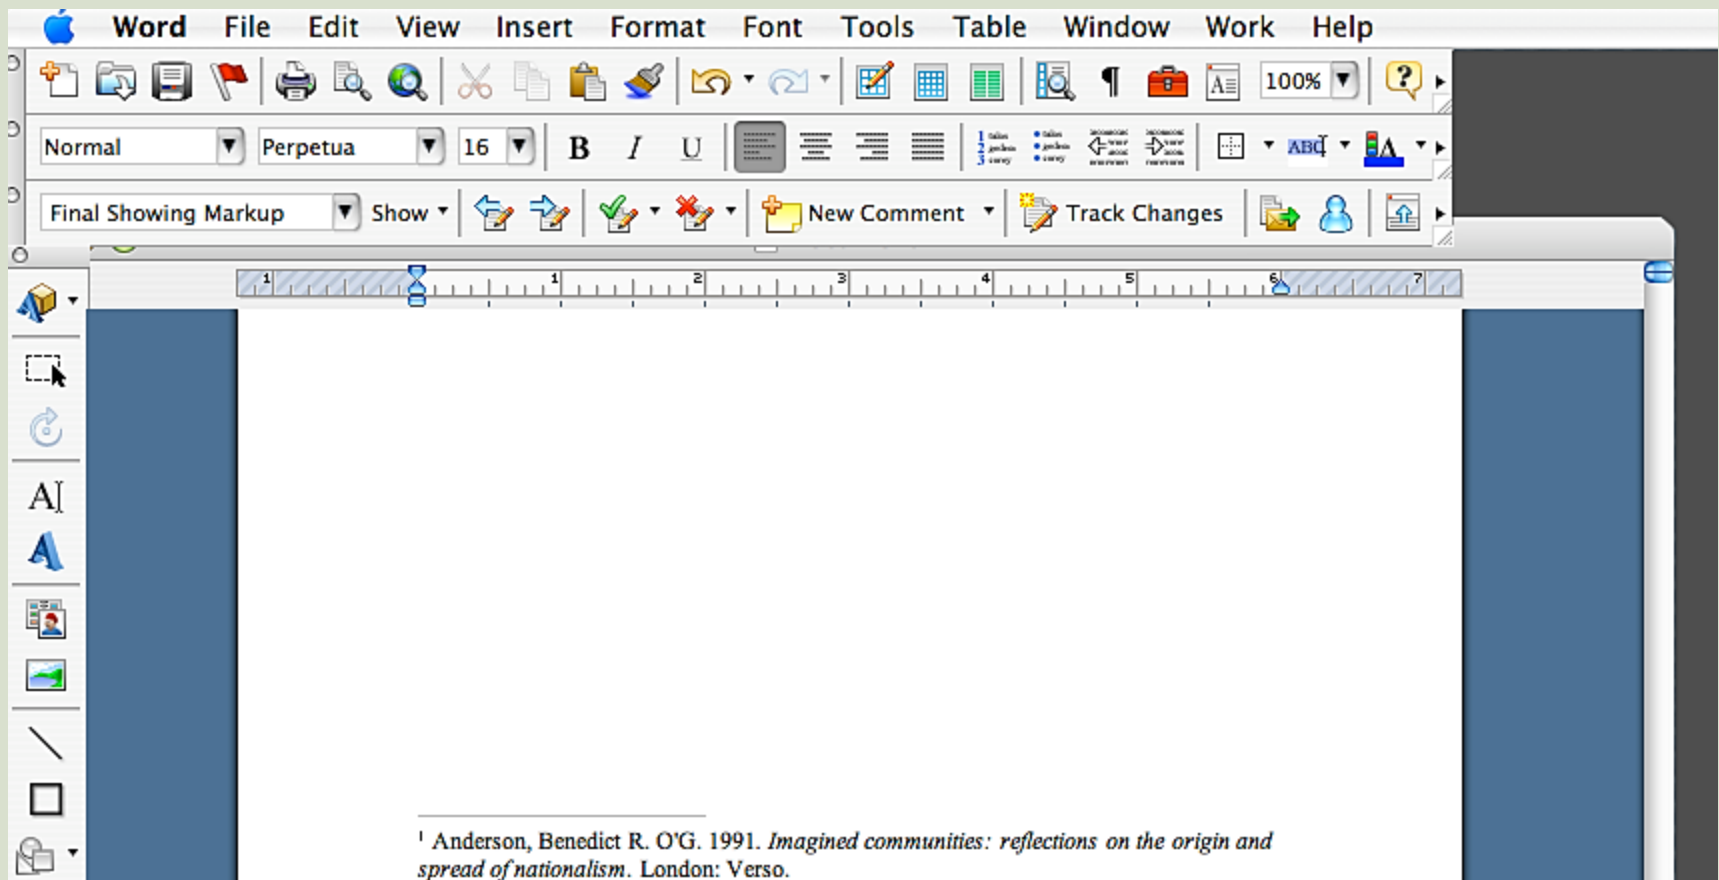 Word File Edit View Insert Format Font Tools Table Window Work Help
100%
Normal Perpetua 16 B I U ABC A
Final Showing Markup Show New Comment Track Changes
1 1 2 3 4 5 6 7
A
A
1 Anderson, Benedict R. O'G. 1991. Imagined communities: reflections on the origin and
spread of nationalism. London: Verso.